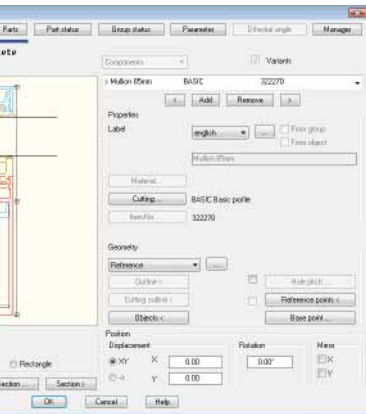 Parts Part status Group status Parameter Dihedral angle Manager
ete
Components Variants
Mullion 85mm BASIC 322270
< Add Remove >
Properties
Label english ... From group
From object
Mullion 85mm
Material...
Cutting... BASIC Basic profile
322270
Geometry
Reference ...
Outline < Hole pitch...
Cutting outline < Reference points <
Objects < Base point...
Position
Displacement Rotation Mirror
XY X 0.00 0.00° X
Y 0.00 Y
Rectangle
ection... Section >
OK Cancel Help